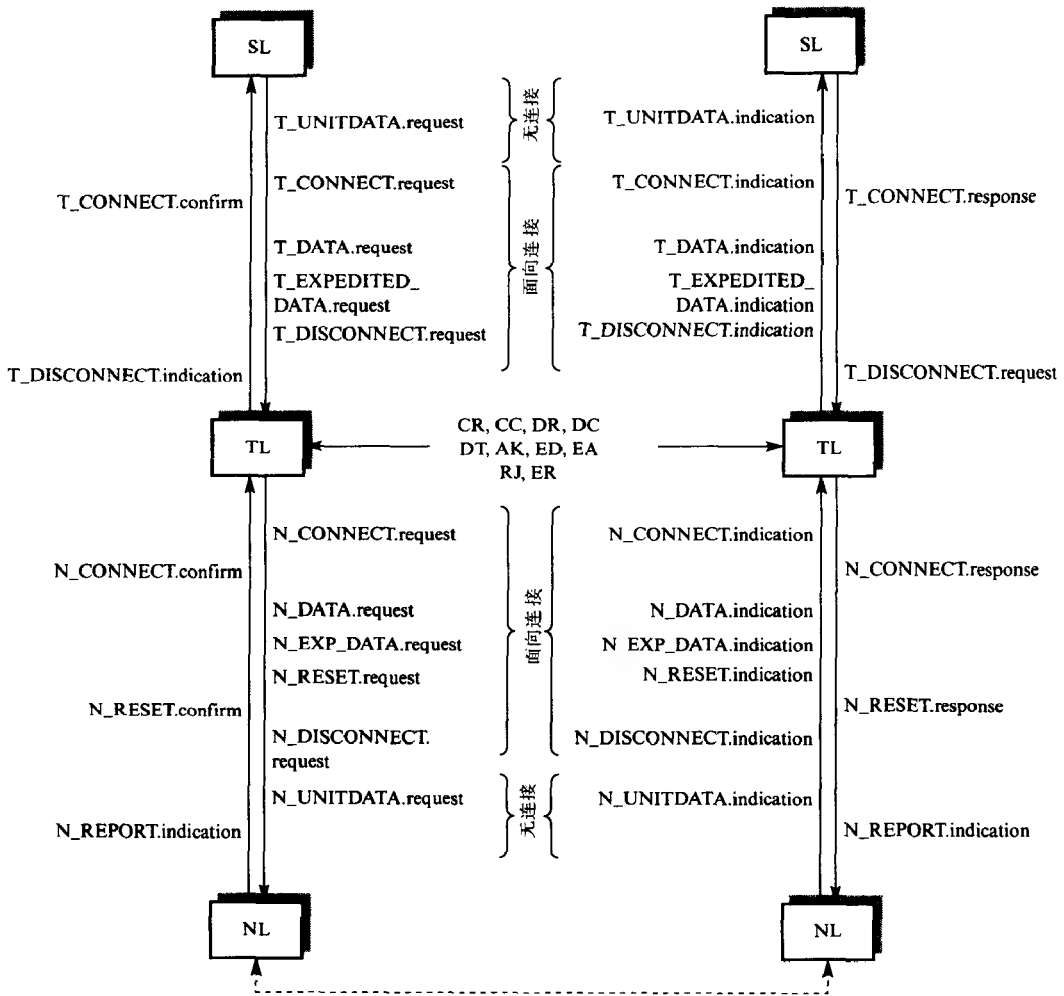 SL
SL
T_UNITDATA.request
无连接
T_UNITDATA.indication
T_CONNECT.request
T_CONNECT.indication
T_CONNECT.confirm
T_CONNECT.response
T_DATA.request
面向连接
T_DATA.indication
T_EXPEDITED_
DATA.request
T_EXPEDITED_
DATA.indication
T_DISCONNECT.request
T_DISCONNECT.indication
T_DISCONNECT.indication
T_DISCONNECT.request
TL
CR, CC, DR, DC
DT, AK, ED, EA
RJ, ER
TL
N_CONNECT.request
N_CONNECT.indication
N_CONNECT.confirm
N_CONNECT.response
N_DATA.request
面向连接
N_DATA.indication
N_EXP_DATA.request
N EXP_DATA.indication
N_RESET.request
N_RESET.indication
N_RESET.confirm
N_RESET.response
N_DISCONNECT.
request
N_DISCONNECT.indication
N_UNITDATA.request
无连接
N_UNITDATA.indication
N_REPORT.indication
N_REPORT.indication
NL
NL